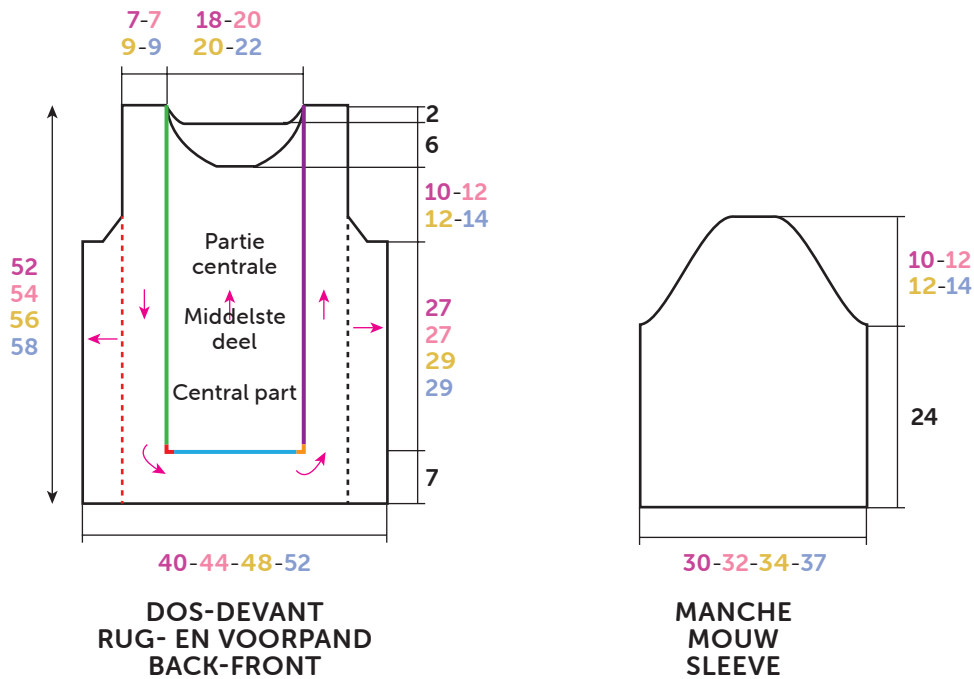 7-7
9-9
18-20
20-22
2
6
10-12
12-14
52
54
56
58
Partie
centrale
Middelste
deel
Central part
27
27
29
29
7
40-44-48-52
DOS-DEVANT
RUG- EN VOORPAND
BACK-FRONT
10-12
12-14
24
30-32-34-37
MANCHE
MOUW
SLEEVE